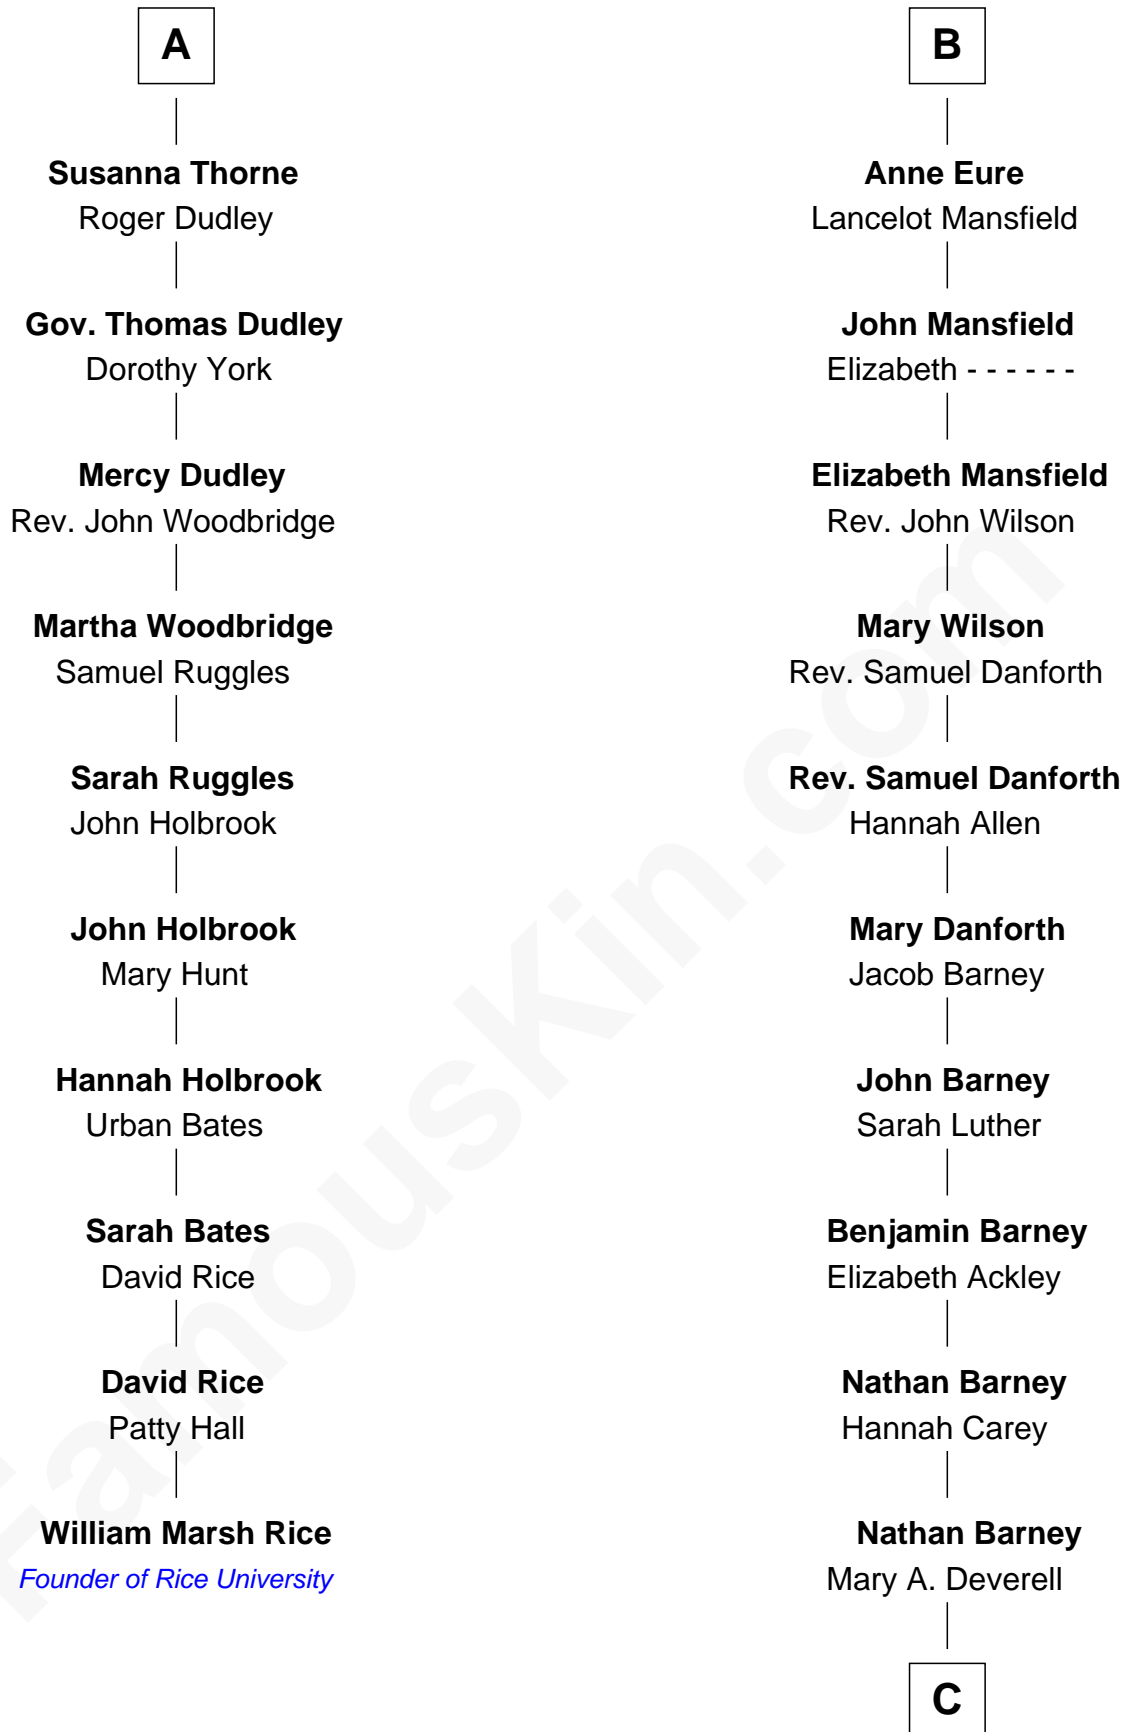 A
Susanna Thorne
Roger Dudley
Gov. Thomas Dudley
Dorothy York
Mercy Dudley
Rev. John Woodbridge
Martha Woodbridge
Samuel Ruggles
Sarah Ruggles
John Holbrook
John Holbrook
Mary Hunt
Hannah Holbrook
Urban Bates
Sarah Bates
David Rice
David Rice
Patty Hall
William Marsh Rice
Founder of Rice University
B
Anne Eure
Lancelot Mansfield
John Mansfield
Elizabeth - - - - - -
Elizabeth Mansfield
Rev. John Wilson
Mary Wilson
Rev. Samuel Danforth
Rev. Samuel Danforth
Hannah Allen
Mary Danforth
Jacob Barney
John Barney
Sarah Luther
Benjamin Barney
Elizabeth Ackley
Nathan Barney
Hannah Carey
Nathan Barney
Mary A. Deverell
C
FamousKin.com